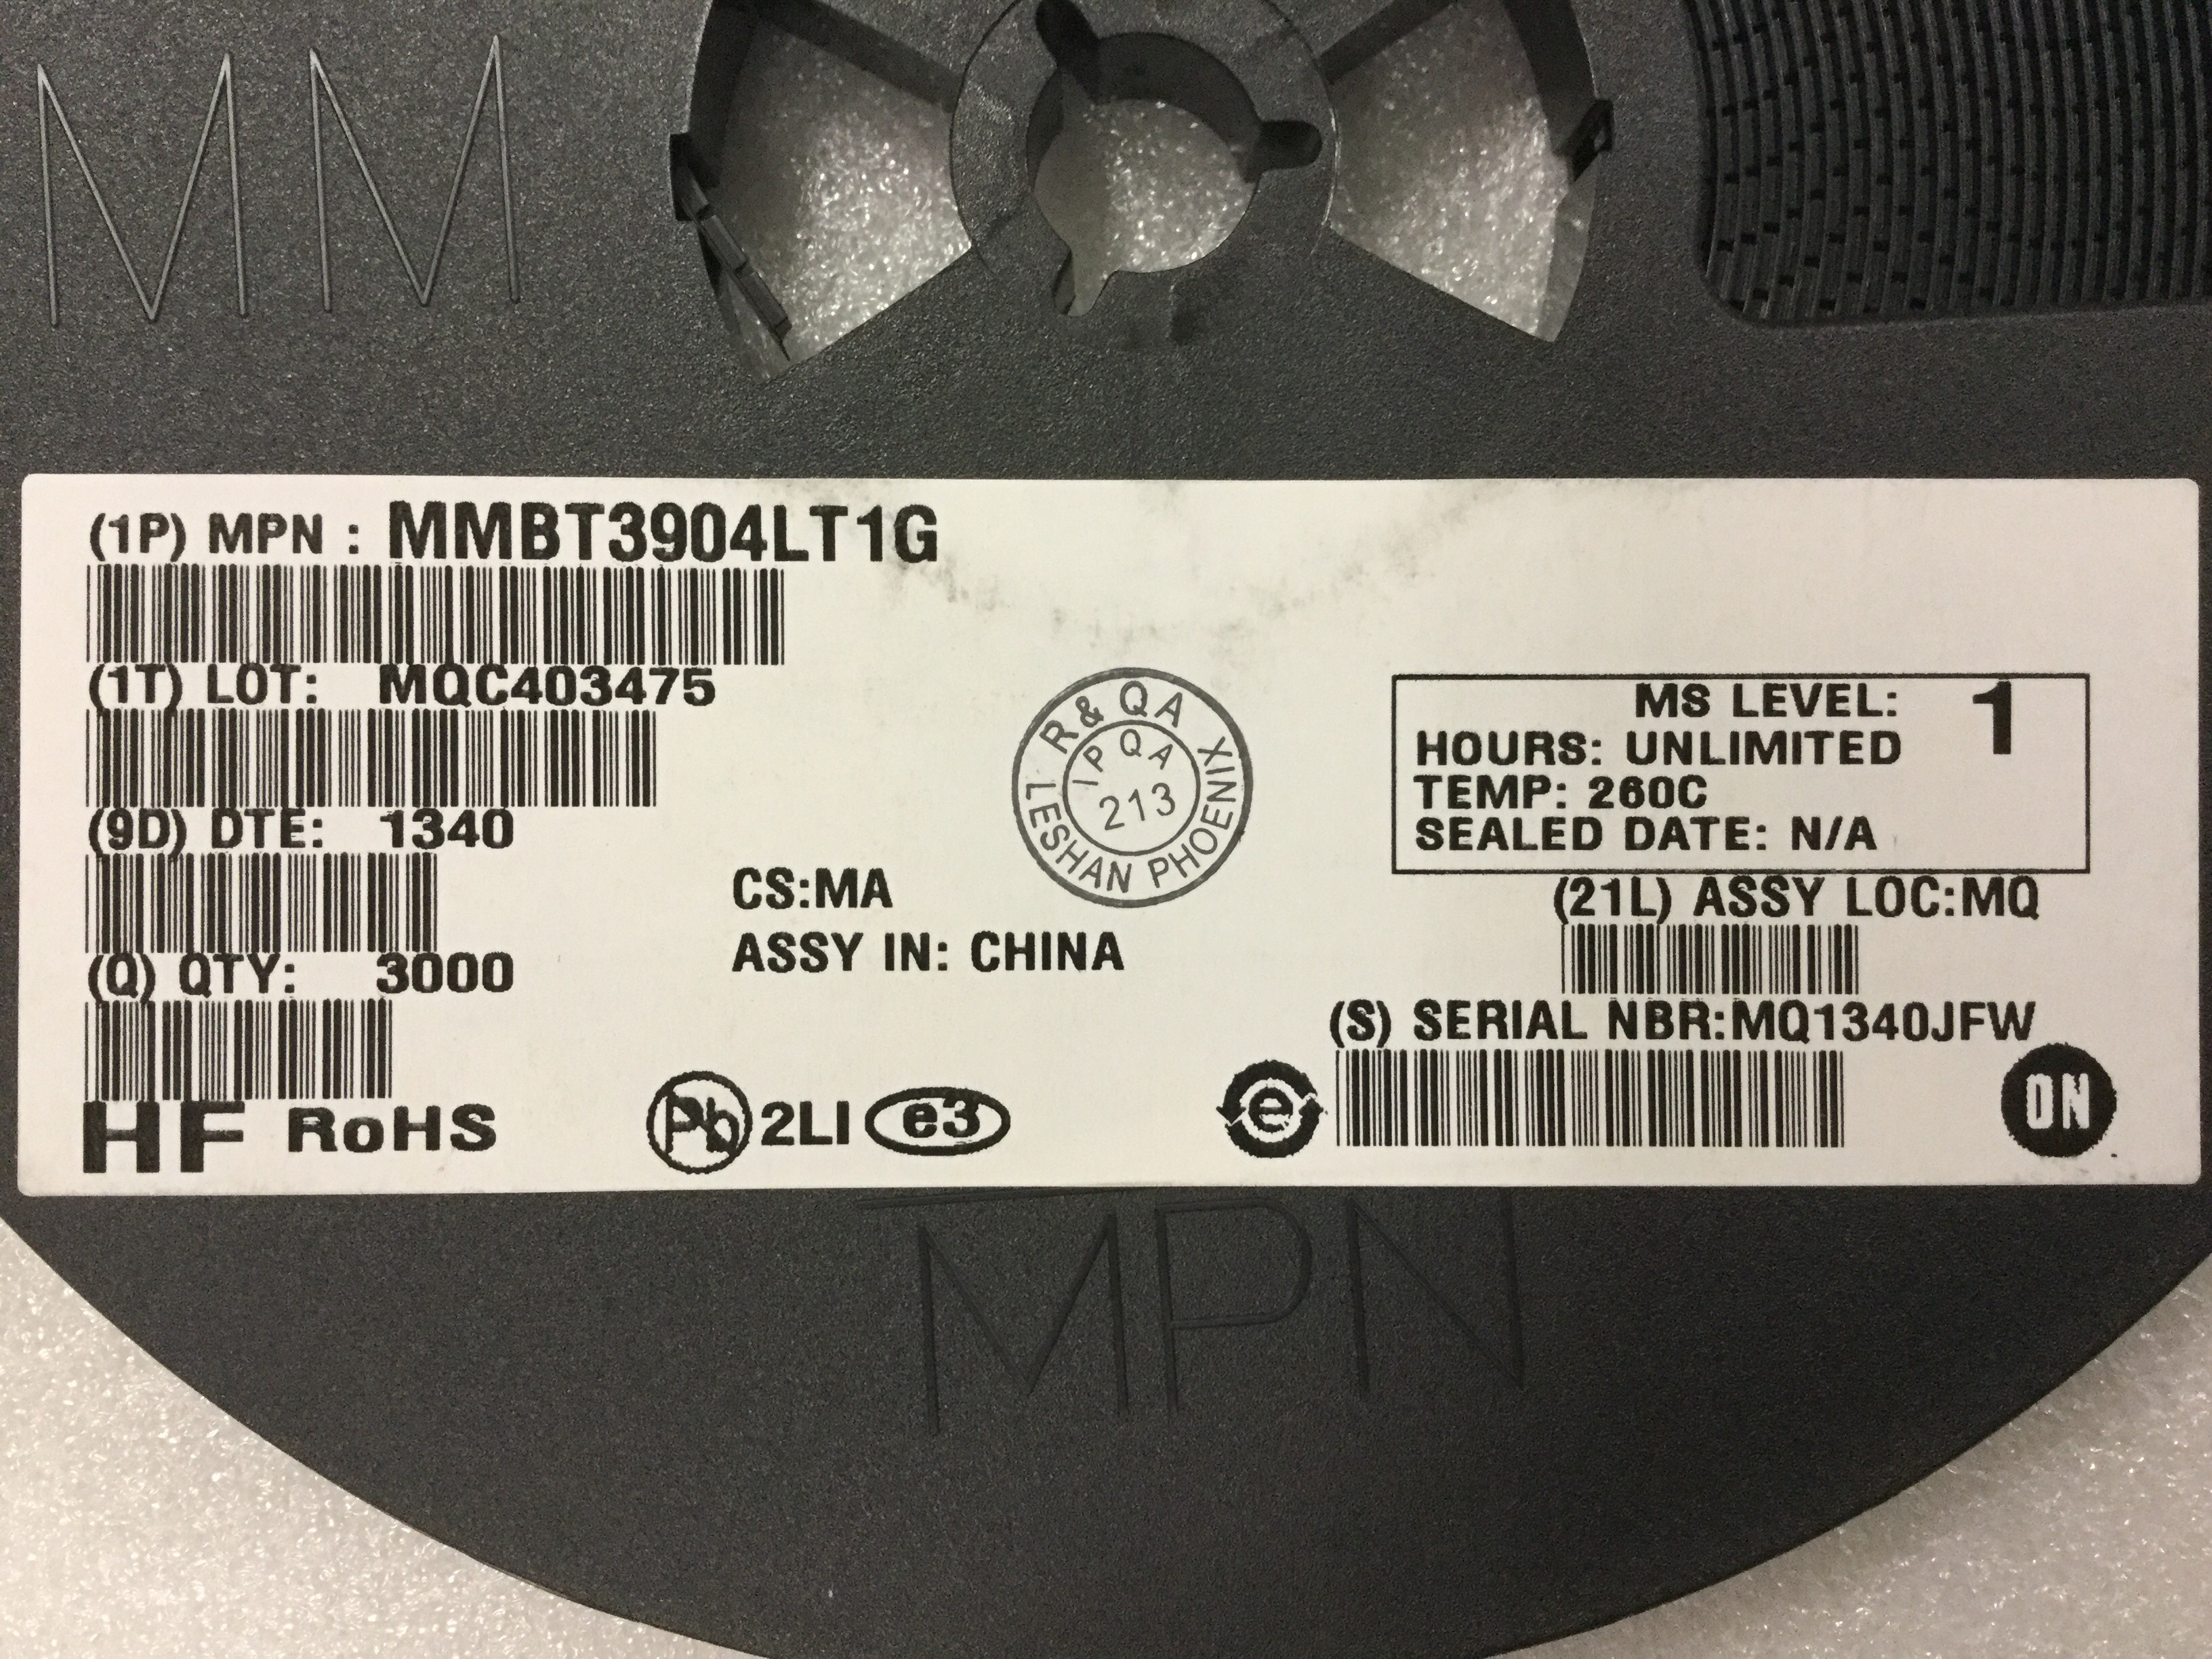 MM
(1P) MPN : MMBT3904LT1G
(1T) LOT: MQC403475
(9D) DTE: 1340
(Q) QTY: 3000
HF RoHS
CS:MA
ASSY IN: CHINA
Pb 2LI e3
R & QA
LESHAN PHOENIX
IPQA
213
MS LEVEL: 1
HOURS: UNLIMITED
TEMP: 260C
SEALED DATE: N/A
(21L) ASSY LOC:MQ
(S) SERIAL NBR:MQ1340JFW
e
ON
MPN